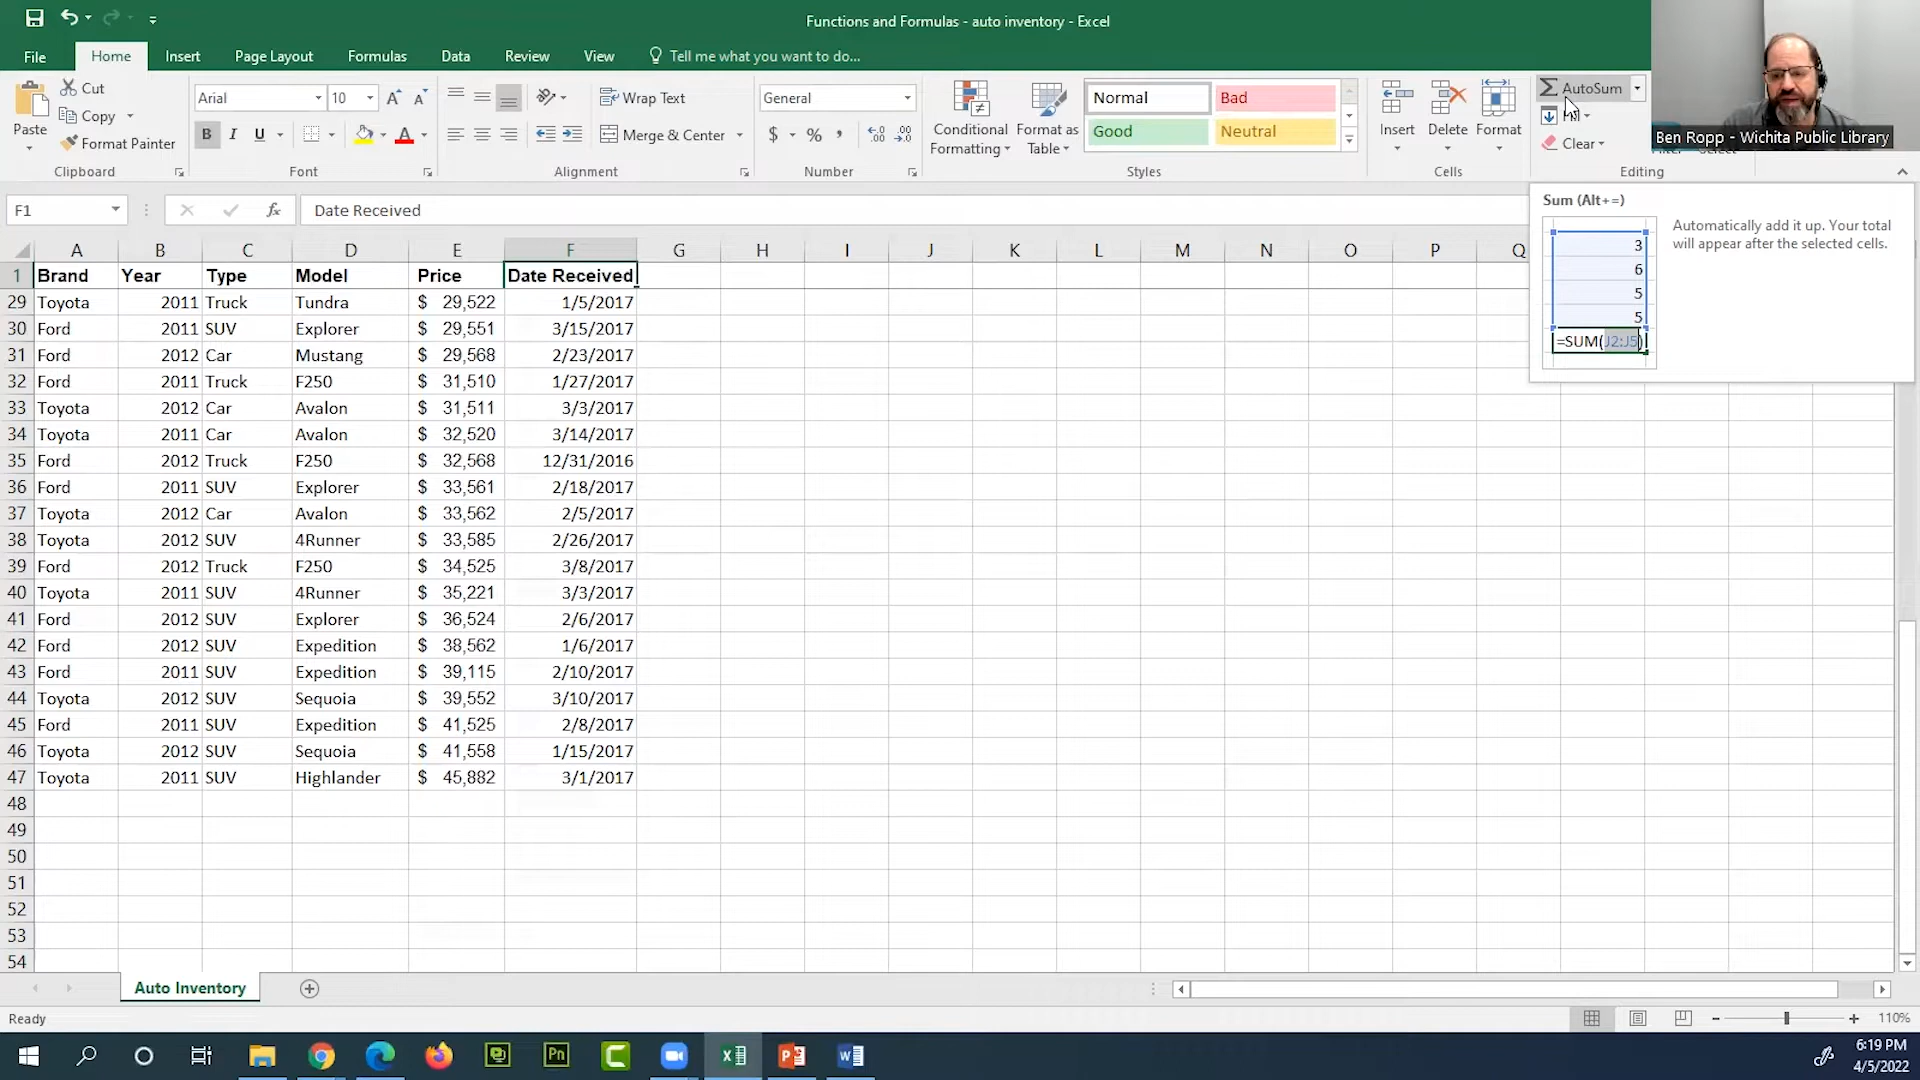 Functions and Formulas - auto inventory - Excel
File Home Insert Page Layout Formulas Data Review View Tell me what you want to do...
Paste
Cut
Copy
Format Painter
Clipboard
Arial 10
B I U
Font
Wrap Text
Merge & Center
Alignment
General
$ % ,
Number
Conditional Formatting
Format as Table
Normal Bad
Good Neutral
Styles
Insert Delete Format
Cells
AutoSum
Clear
Editing
Ben Ropp - Wichita Public Library
F1 fx Date Received
Sum (Alt+=)
Automatically add it up. Your total
will appear after the selected cells.
3
6
5
5
=SUM(J2:J5)
A B C D E F G H I J K L M N O P Q
1 Brand Year Type Model Price Date Received
29 Toyota 2011 Truck Tundra $ 29,522 1/5/2017
30 Ford 2011 SUV Explorer $ 29,551 3/15/2017
31 Ford 2012 Car Mustang $ 29,568 2/23/2017
32 Ford 2011 Truck F250 $ 31,510 1/27/2017
33 Toyota 2012 Car Avalon $ 31,511 3/3/2017
34 Toyota 2011 Car Avalon $ 32,520 3/14/2017
35 Ford 2012 Truck F250 $ 32,568 12/31/2016
36 Ford 2011 SUV Explorer $ 33,561 2/18/2017
37 Toyota 2012 Car Avalon $ 33,562 2/5/2017
38 Toyota 2012 SUV 4Runner $ 33,585 2/26/2017
39 Ford 2012 Truck F250 $ 34,525 3/8/2017
40 Toyota 2011 SUV 4Runner $ 35,221 3/3/2017
41 Ford 2012 SUV Explorer $ 36,524 2/6/2017
42 Ford 2012 SUV Expedition $ 38,562 1/6/2017
43 Ford 2011 SUV Expedition $ 39,115 2/10/2017
44 Toyota 2012 SUV Sequoia $ 39,552 3/10/2017
45 Ford 2011 SUV Expedition $ 41,525 2/8/2017
46 Toyota 2012 SUV Sequoia $ 41,558 1/15/2017
47 Toyota 2011 SUV Highlander $ 45,882 3/1/2017
48
49
50
51
52
53
54
Auto Inventory
Ready 110%
Pn
6:19 PM
4/5/2022